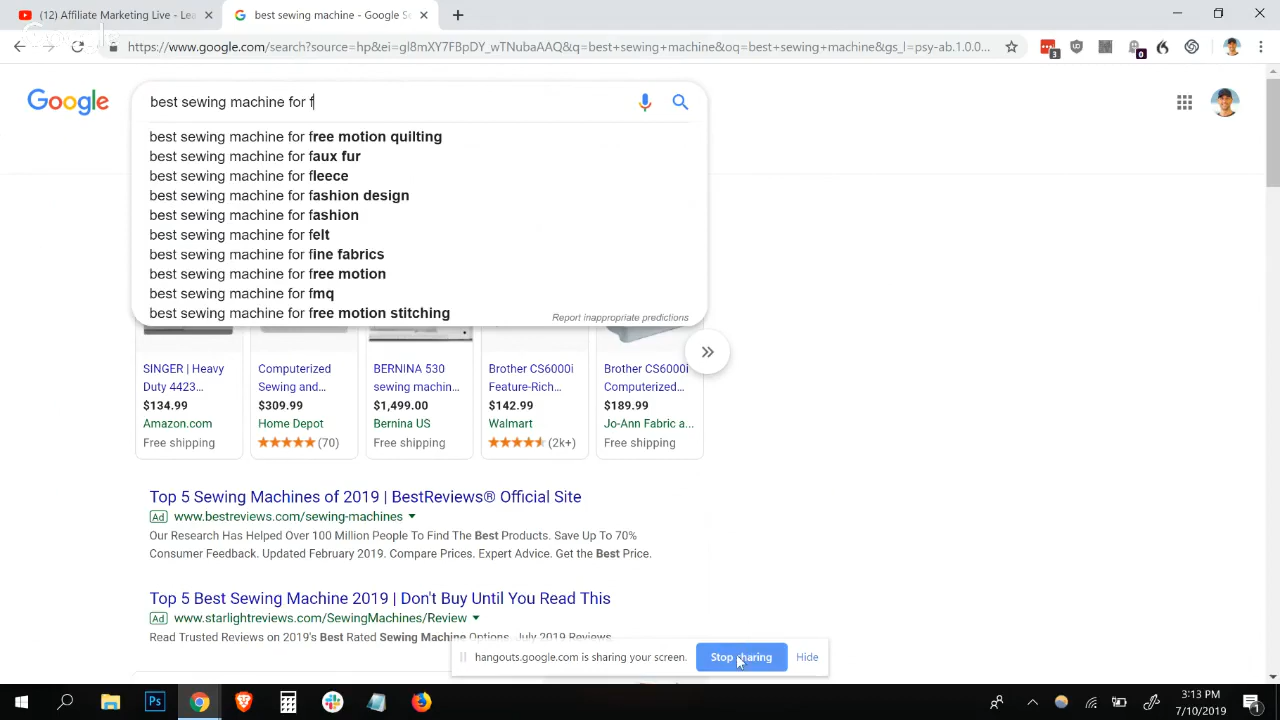 (12) Affiliate Marketing Live - Lea
best sewing machine - Google Se
https://www.google.com/search?source=hp&ei=gI8mXY7FBpDY_wTNubaAAQ&q=best+sewing+machine&oq=best+sewing+machine&gs_l=psy-ab.1.0.0...
3
0
Google
best sewing machine for f
best sewing machine for free motion quilting
best sewing machine for faux fur
best sewing machine for fleece
best sewing machine for fashion design
best sewing machine for fashion
best sewing machine for felt
best sewing machine for fine fabrics
best sewing machine for free motion
best sewing machine for fmq
best sewing machine for free motion stitching
Report inappropriate predictions
SINGER | Heavy
Duty 4423...
$134.99
Amazon.com
Free shipping
Computerized
Sewing and...
$309.99
Home Depot
(70)
BERNINA 530
sewing machin...
$1,499.00
Bernina US
Free shipping
Brother CS6000i
Feature-Rich...
$142.99
Walmart
(2k+)
Brother CS6000i
Computerized...
$189.99
Jo-Ann Fabric a...
Free shipping
Top 5 Sewing Machines of 2019 | BestReviews® Official Site
Ad www.bestreviews.com/sewing-machines
Our Research Has Helped Over 100 Million People To Find The Best Products. Save Up To 70%
Consumer Feedback. Updated February 2019. Compare Prices. Expert Advice. Get the Best Price.
Top 5 Best Sewing Machine 2019 | Don't Buy Until You Read This
Ad www.starlightreviews.com/SewingMachines/Review
Read Trusted Reviews on 2019's Best Rated Sewing Machine Options. July 2019 Reviews.
hangouts.google.com is sharing your screen.
Stop sharing
Hide
Ps
3:13 PM
7/10/2019
1